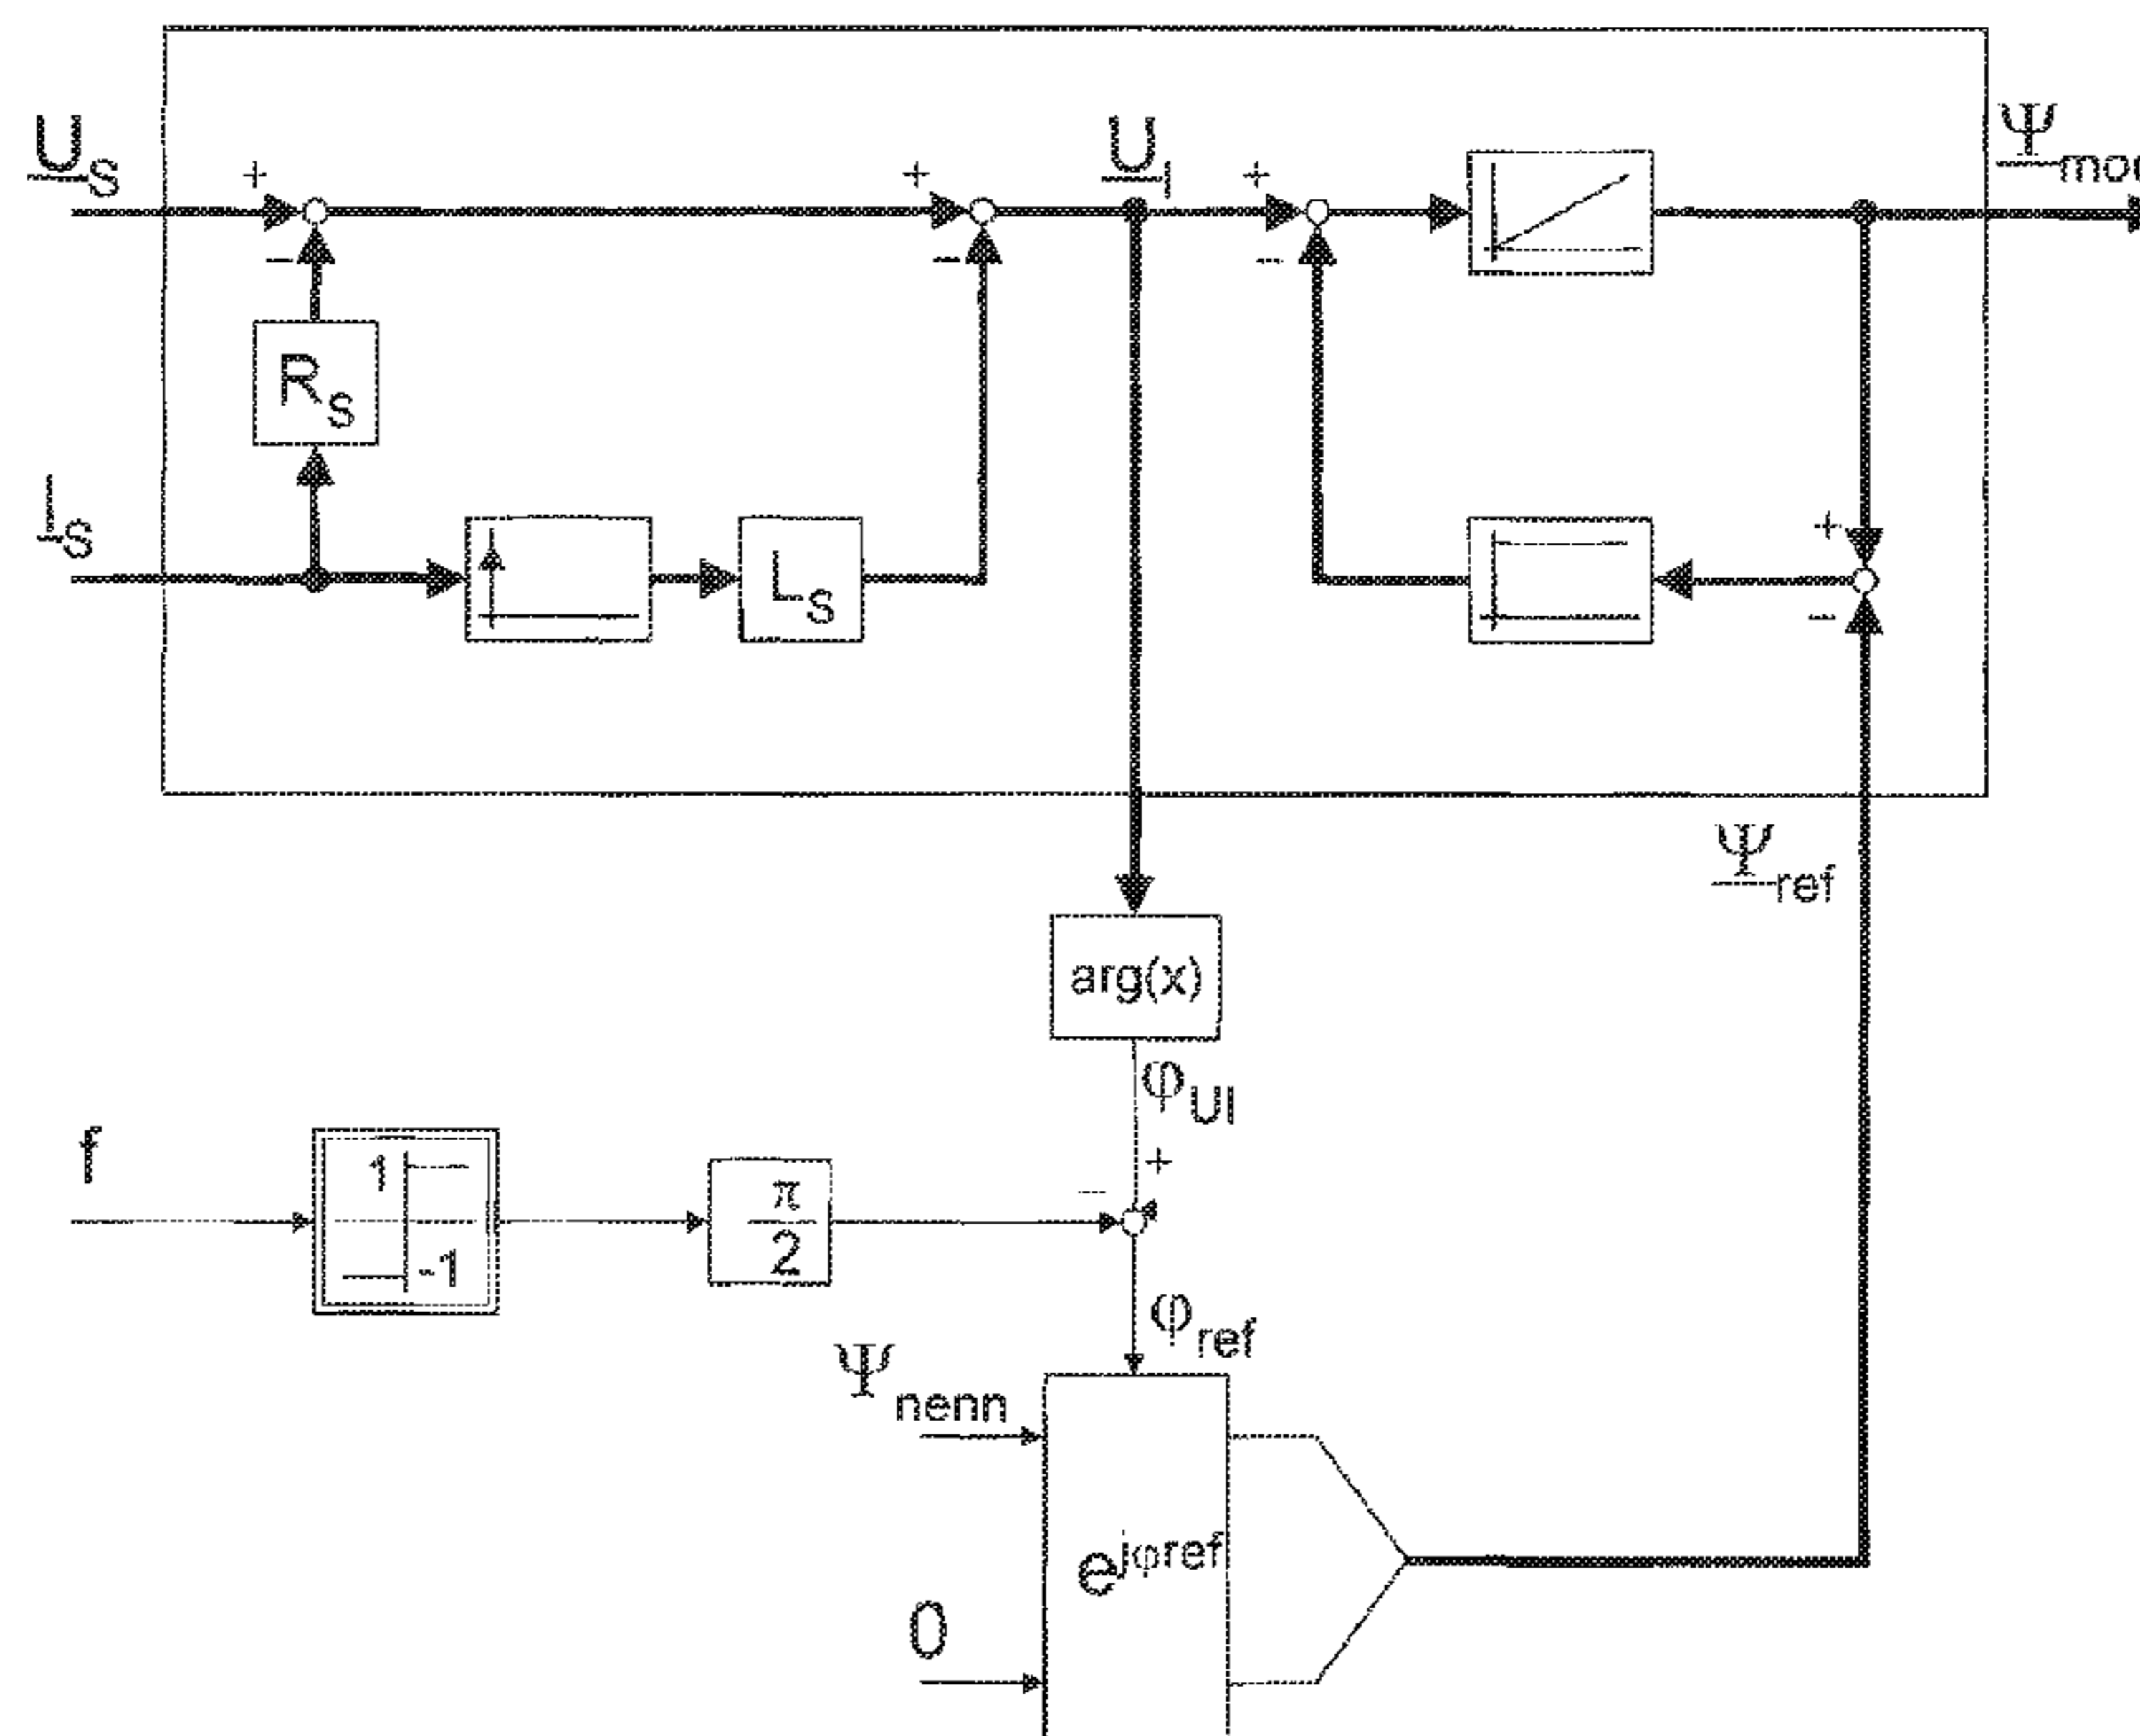 U_S
+
+
U_I
+
Ψ_mod
−
−
−
R_S
I_S
L_S
+
−
Ψ_ref
arg(x)
φ_UI
f
1
-1
π
2
−
+
φ_ref
Ψ_nenn
e^jφref
0